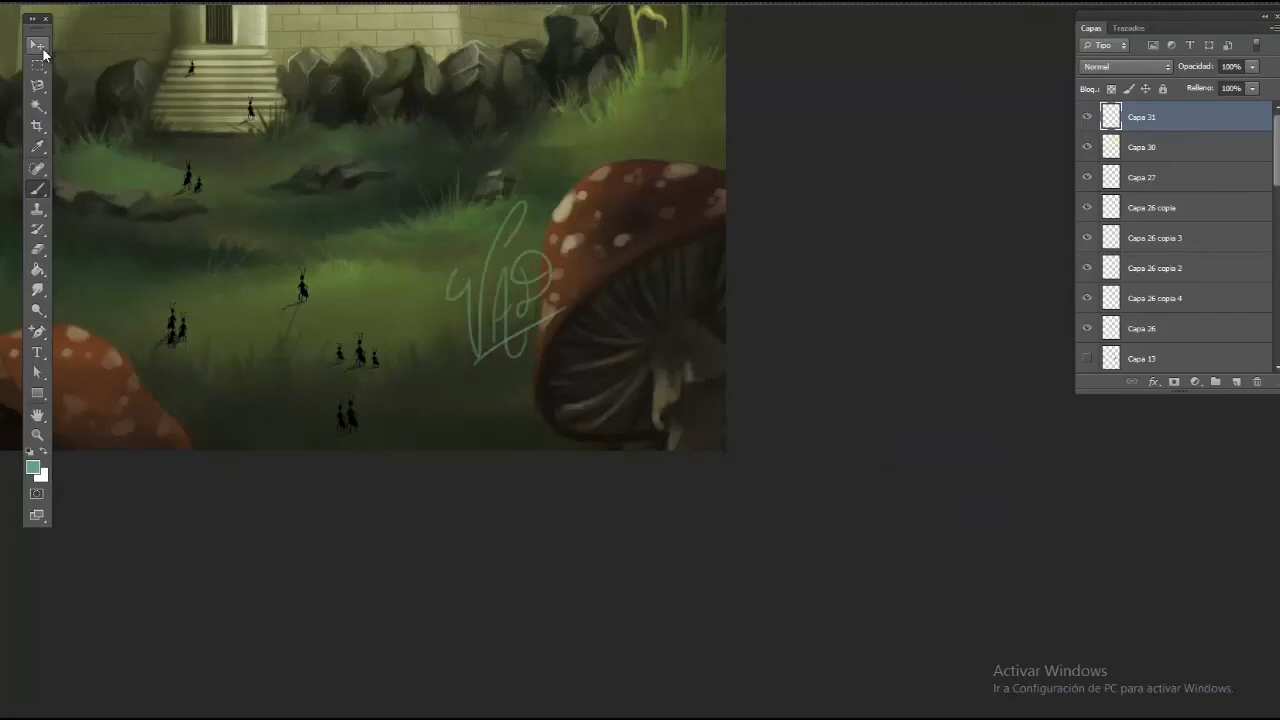 Capas Trazados
Tipo
Normal Opacidad: 100%
Bloq.: Relleno: 100%
Capa 31
Capa 30
Capa 27
Capa 26 copia
Capa 26 copia 3
Capa 26 copia 2
Capa 26 copia 4
Capa 26
Capa 13
fx
Activar Windows
Ir a Configuración de PC para activar Windows.